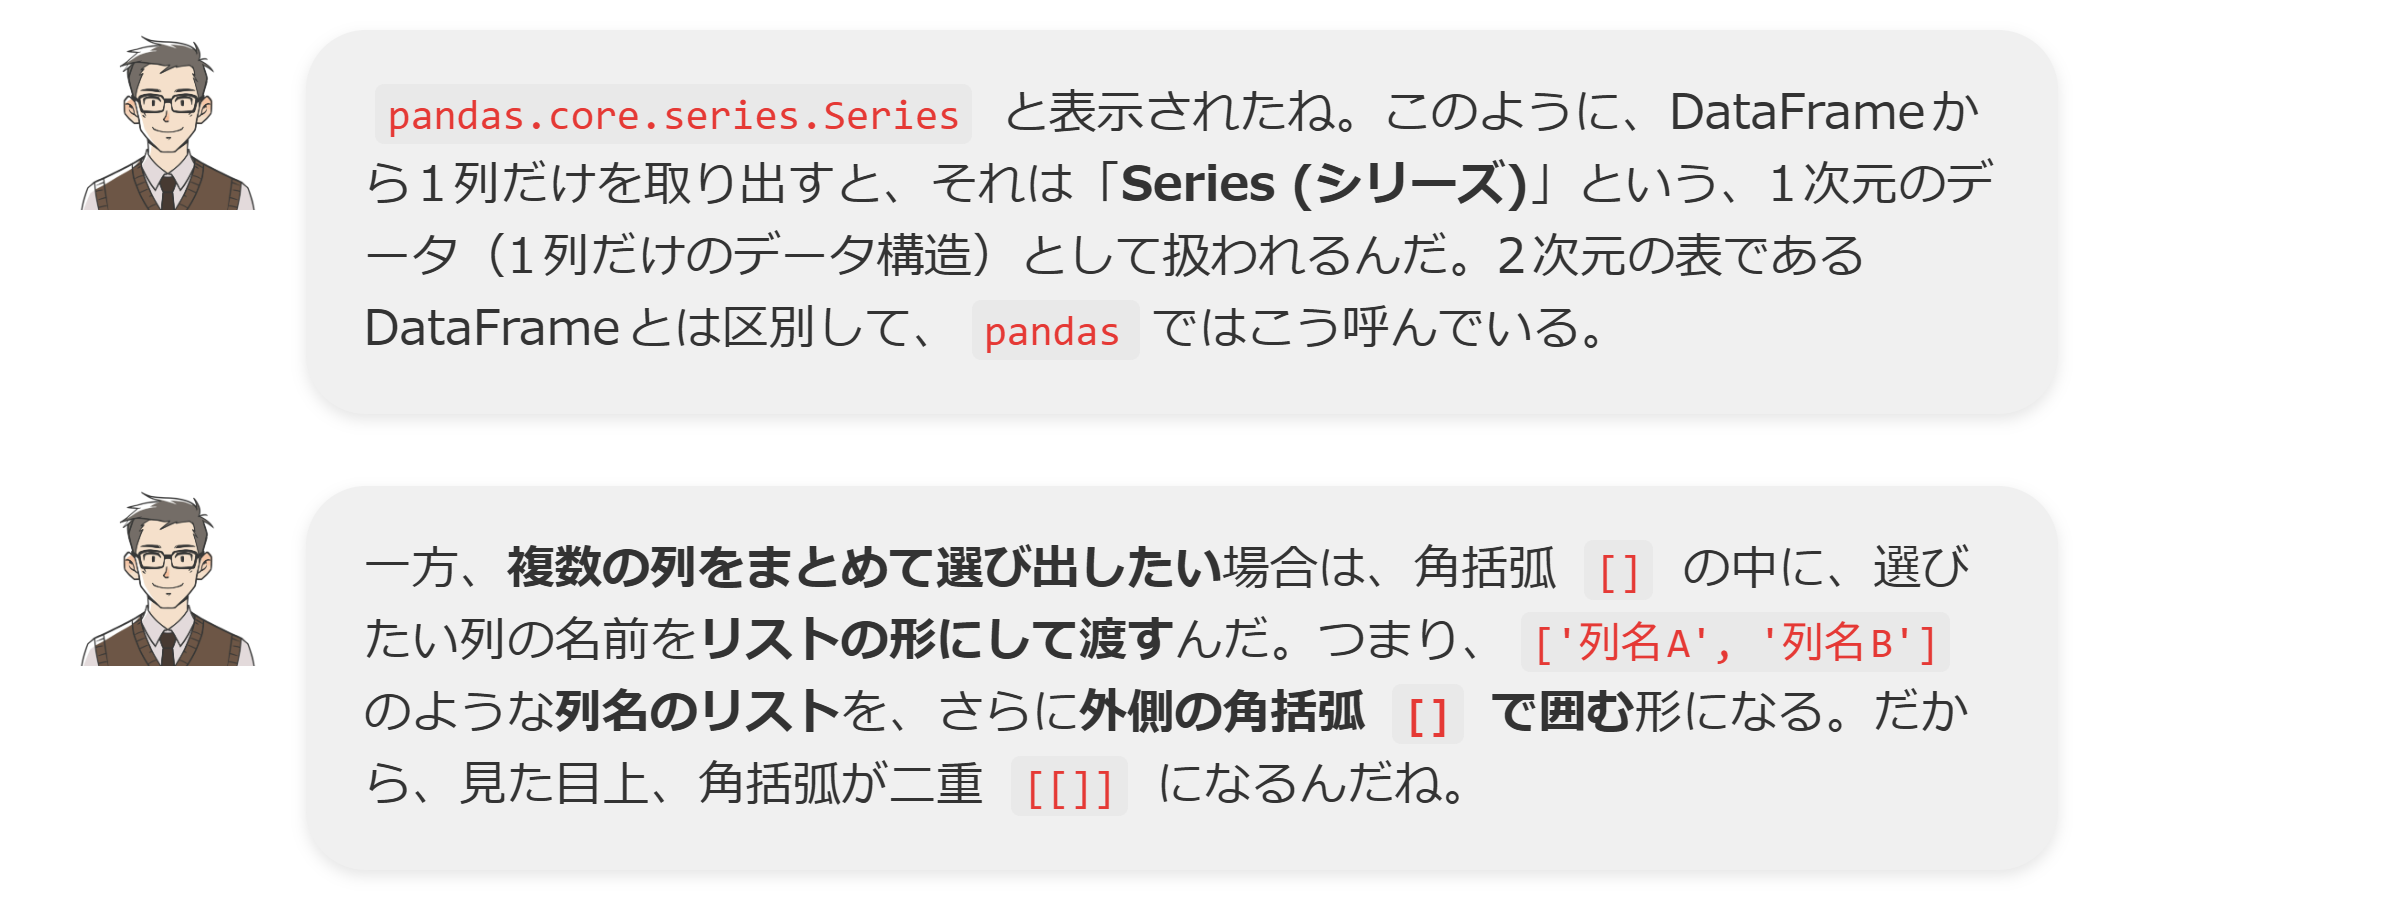 pandas.core.series.Series と表示されたね。このように、DataFrameか
ら1列だけを取り出すと、それは「Series (シリーズ)」という、1次元のデ
ータ（1列だけのデータ構造）として扱われるんだ。2次元の表である
DataFrameとは区別して、 pandas ではこう呼んでいる。
一方、複数の列をまとめて選び出したい場合は、角括弧 [] の中に、選び
たい列の名前をリストの形にして渡すんだ。つまり、 ['列名A', '列名B']
のような列名のリストを、さらに外側の角括弧 [] で囲む形になる。だか
ら、見た目上、角括弧が二重 [[]] になるんだね。